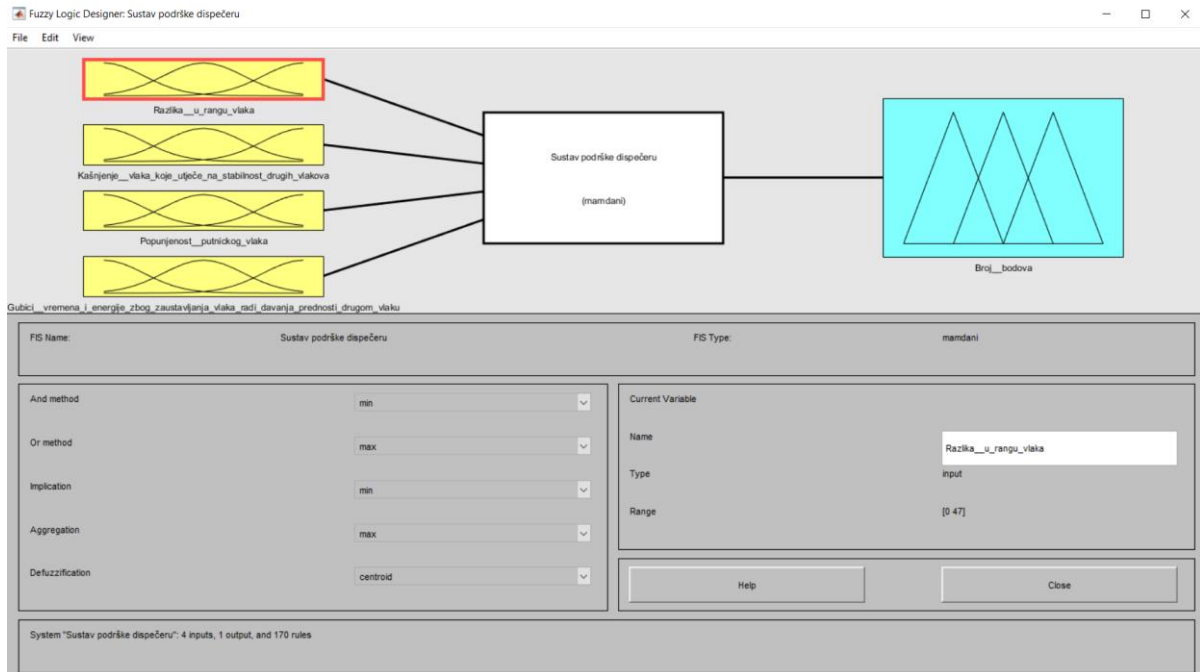 Fuzzy Logic Designer: Sustav podrške dispečeru
File Edit View
Razlika__u_rangu_vlaka
Kašnjenje__vlaka_koje_utječe_na_stabilnost_drugih_vlakova
Popunjenost__putnickog_vlaka
Gubici__vremena_i_energije_zbog_zaustavljanja_vlaka_radi_davanja_prednosti_drugom_vlaku
Sustav podrške dispečeru
(mamdani)
Broj__bodova
FIS Name: Sustav podrške dispečeru FIS Type: mamdani
And method min
Or method max
Implication min
Aggregation max
Defuzzification centroid
Current Variable
Name Razlika__u_rangu_vlaka
Type input
Range [0 47]
Help Close
System "Sustav podrške dispečeru": 4 inputs, 1 output, and 170 rules